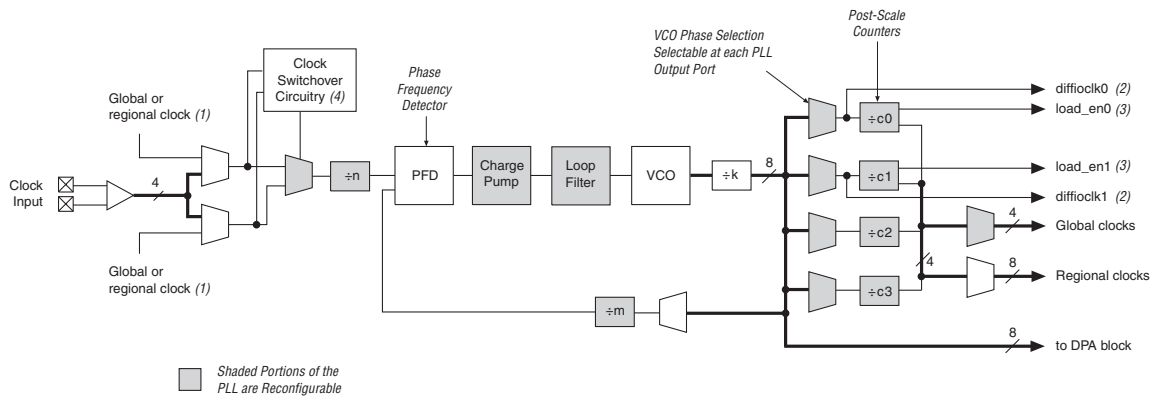 Post-Scale
Counters
VCO Phase Selection
Selectable at each PLL
Output Port
Clock
Switchover
Circuitry (4)
Phase
Frequency
Detector
Global or
regional clock (1)
diffioclk0 (2)
load_en0 (3)
÷c0
4
÷n
PFD
Charge
Pump
Loop
Filter
VCO
÷k
8
÷c1
load_en1 (3)
Clock
Input
diffioclk1 (2)
÷c2
4
Global clocks
Global or
regional clock (1)
4
8
Regional clocks
÷c3
÷m
8
to DPA block
Shaded Portions of the
PLL are Reconfigurable